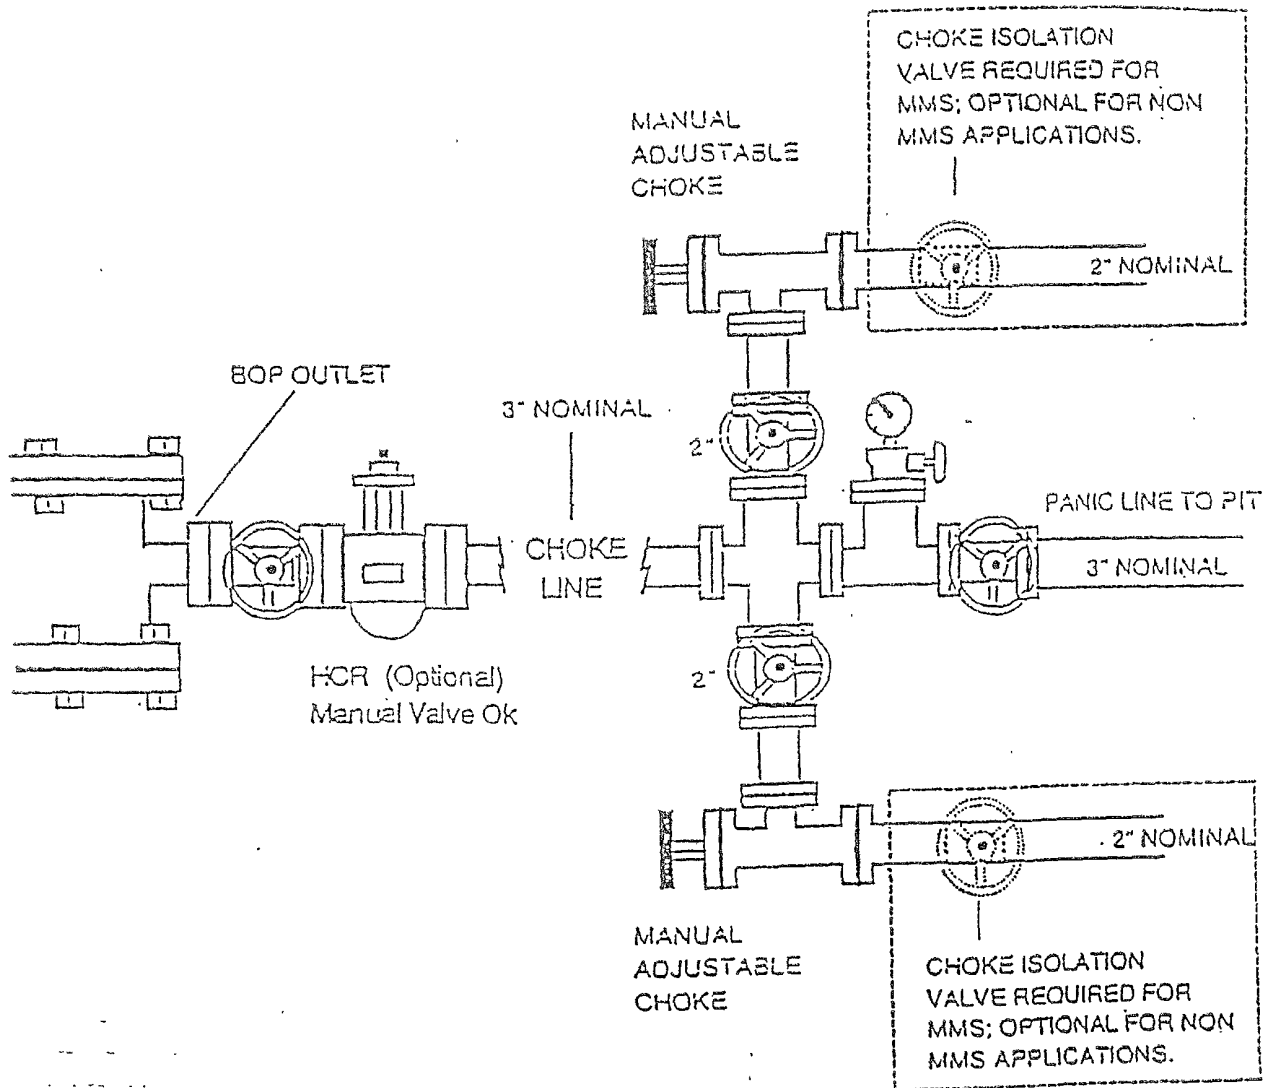 CHOKE ISOLATION
VALVE REQUIRED FOR
MMS; OPTIONAL FOR NON
MMS APPLICATIONS.
MANUAL
ADJUSTABLE
CHOKE
2" NOMINAL
BOP OUTLET
3" NOMINAL
2"
PANIC LINE TO PIT
CHOKE
LINE
3" NOMINAL
HCR (Optional)
Manual Valve Ok
2"
2" NOMINAL
MANUAL
ADJUSTABLE
CHOKE
CHOKE ISOLATION
VALVE REQUIRED FOR
MMS; OPTIONAL FOR NON
MMS APPLICATIONS.